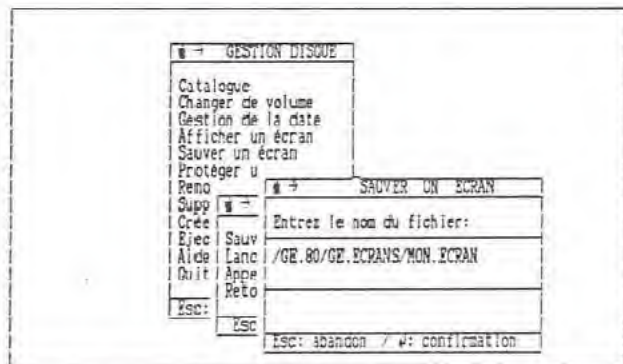 GESTION DISQUE
Catalogue
Changer de volume
Gestion de la date
Afficher un écran
Sauver un écran
Protéger u
Reno
Supp
Crée
Ejec
Aide
Quit
Esc:
Sauv
Lanc
Appe
Reto
Esc
SAUVER UN ECRAN
Entrez le nom du fichier:
/GE.80/GE.ECRANS/MON.ECRAN
Esc: abandon / ↲: confirmation